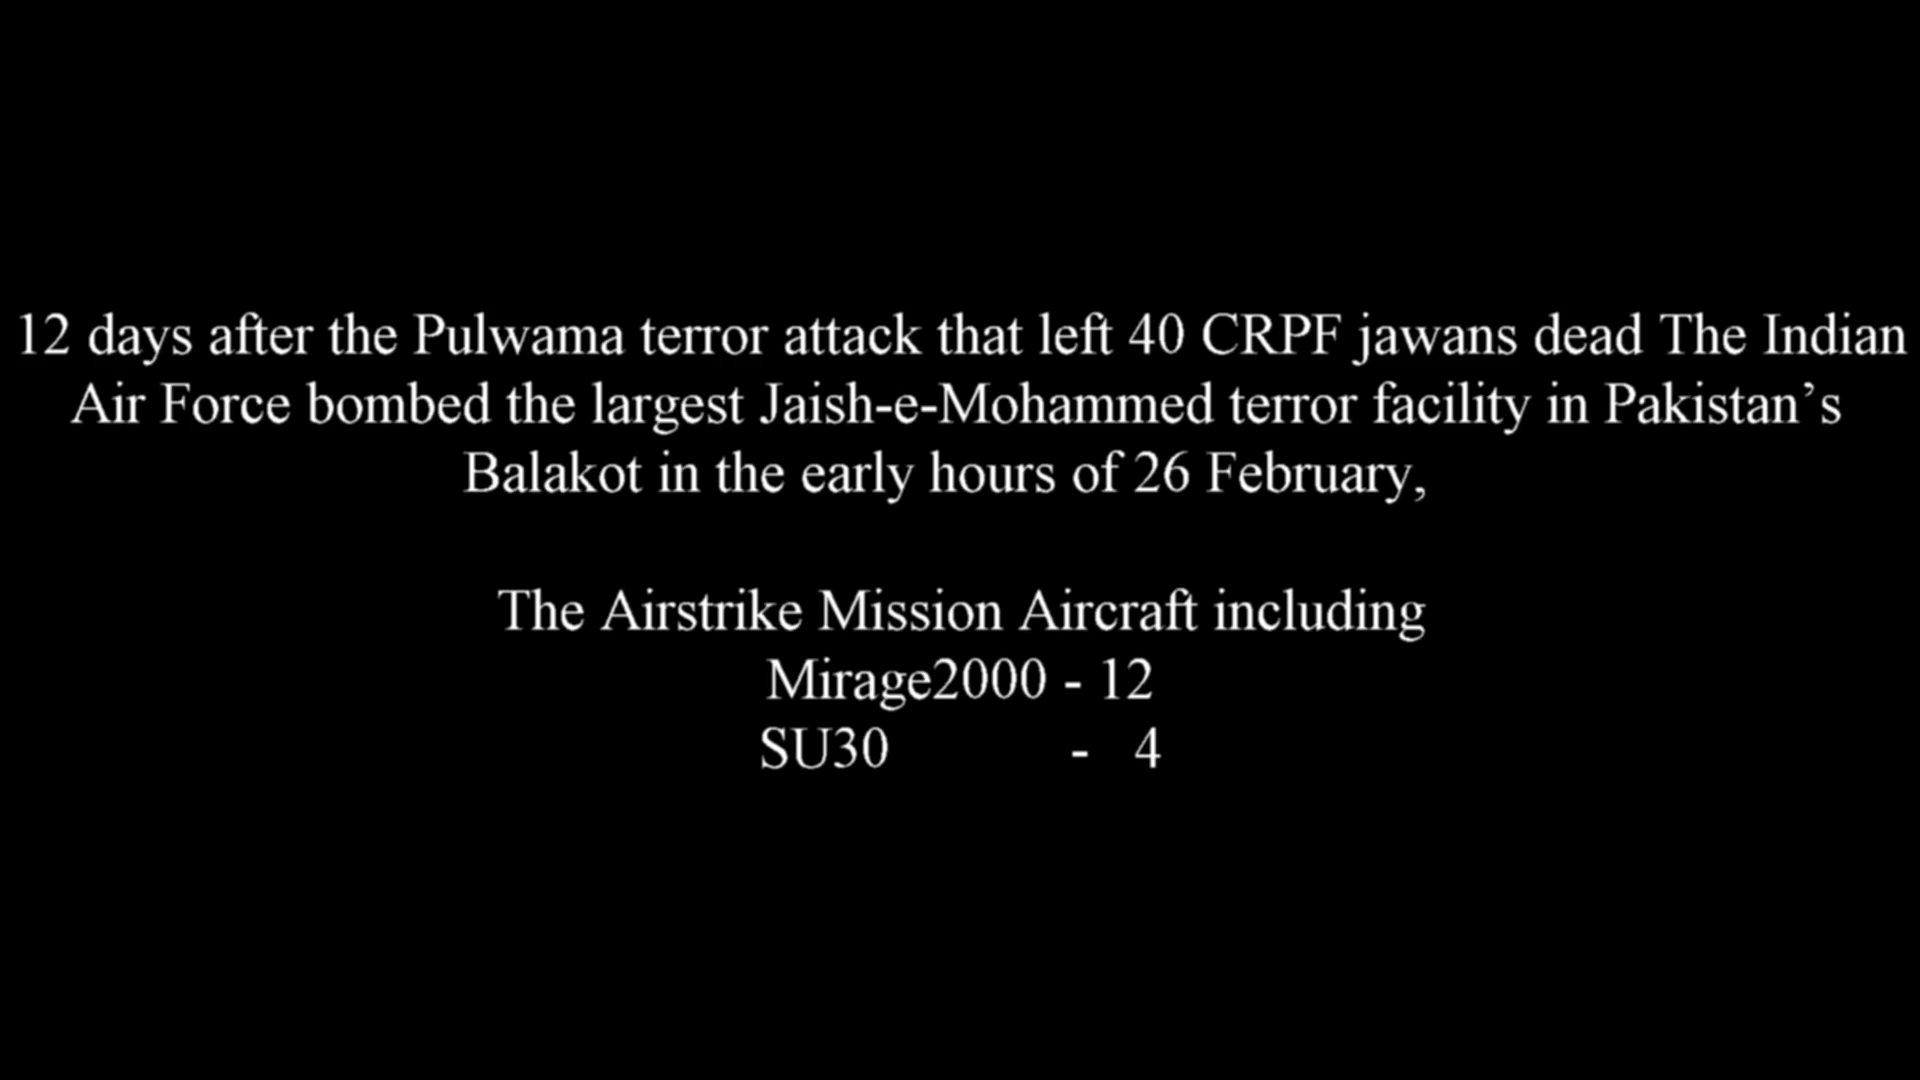 12 days after the Pulwama terror attack that left 40 CRPF jawans dead The Indian
Air Force bombed the largest Jaish-e-Mohammed terror facility in Pakistan’s
Balakot in the early hours of 26 February,
The Airstrike Mission Aircraft including
Mirage2000 - 12
SU30 - 4